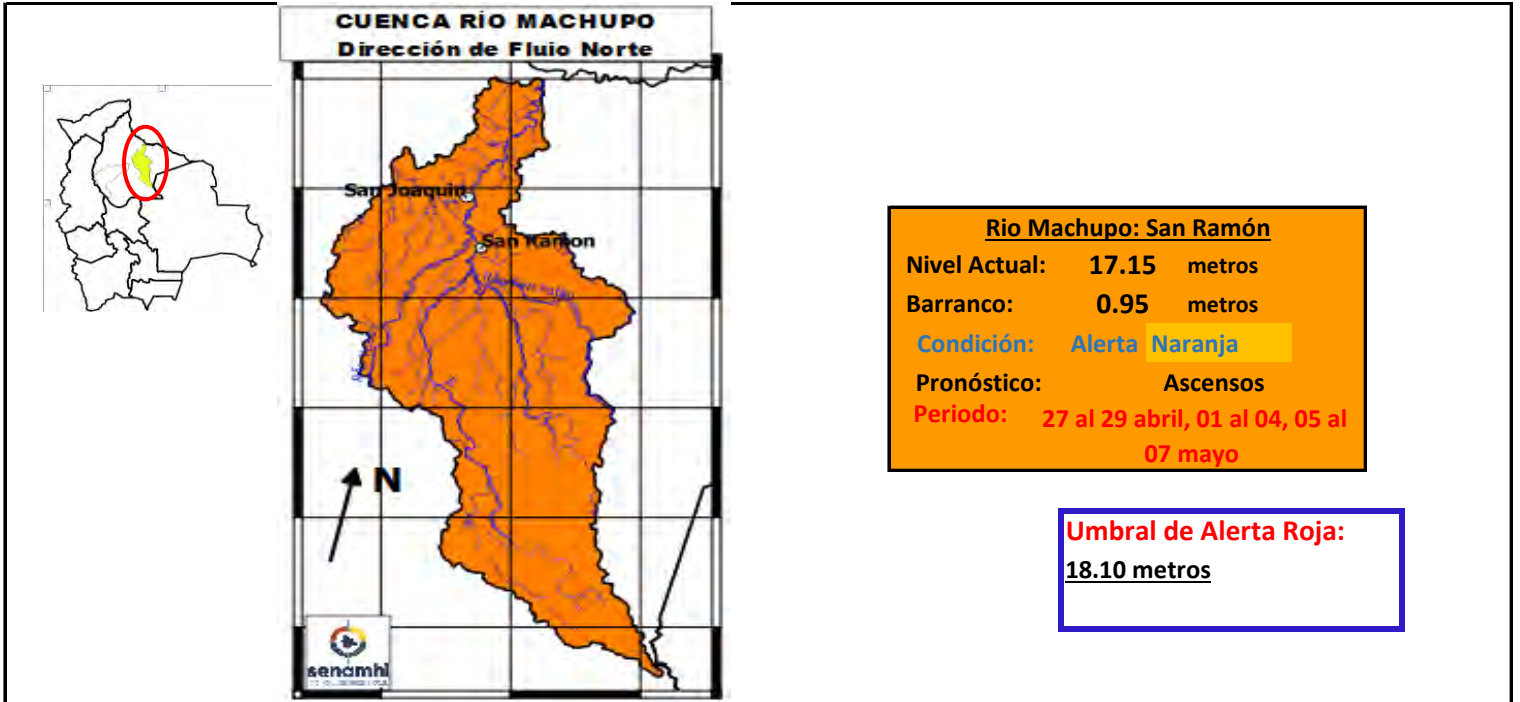 CUENCA RÍO MACHUPO
Dirección de Fluio Norte
San Joaquin
San Ramon
N
senamhi
Rio Machupo: San Ramón
Nivel Actual: 17.15 metros
Barranco: 0.95 metros
Condición: Alerta Naranja
Pronóstico: Ascensos
Periodo: 27 al 29 abril, 01 al 04, 05 al
07 mayo
Umbral de Alerta Roja:
18.10 metros